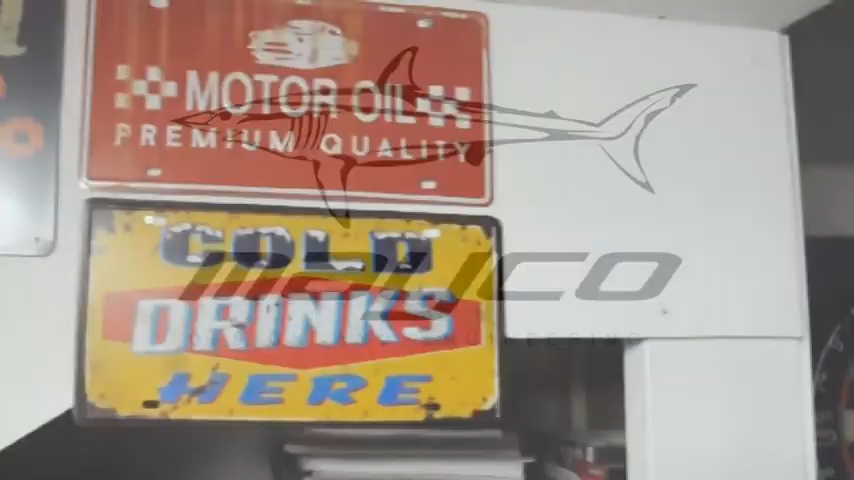 MOTOR OIL
PREMIUM QUALITY
COLD
DRINKS
HERE